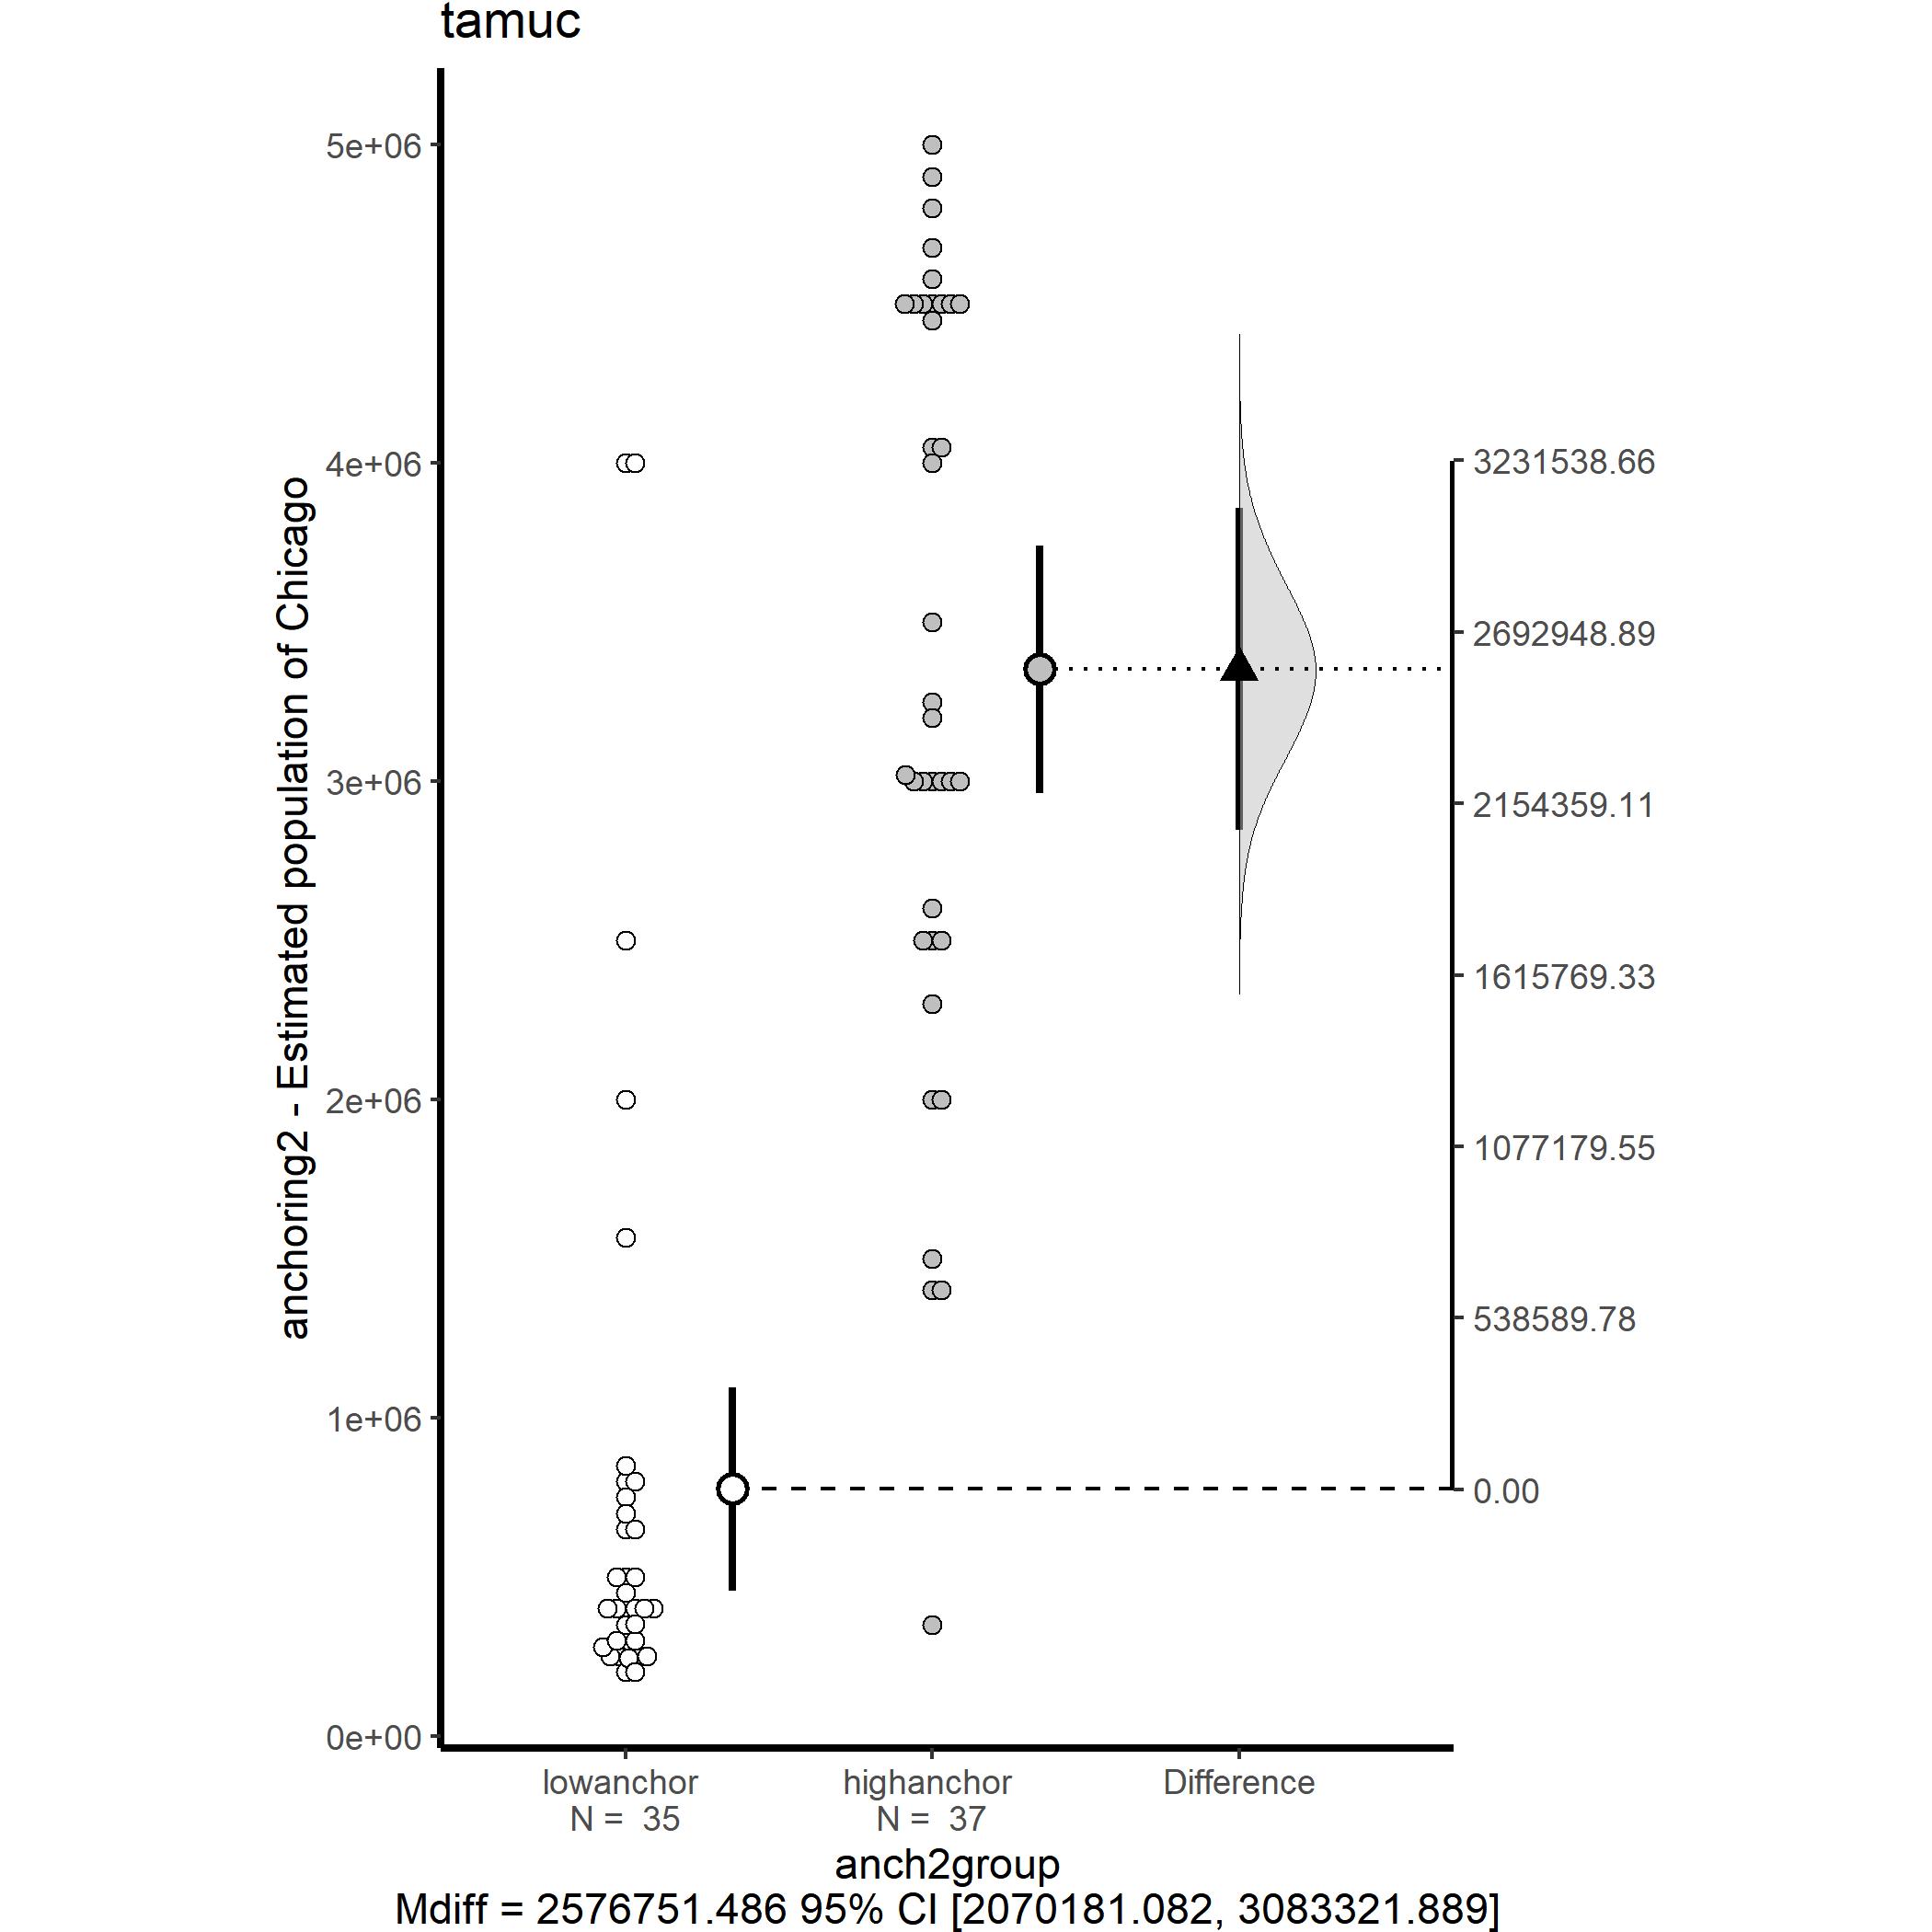 tamuc
anchoring2 - Estimated population of Chicago
5e+06
4e+06
3e+06
2e+06
1e+06
0e+00
3231538.66
2692948.89
2154359.11
1615769.33
1077179.55
538589.78
0.00
lowanchor
N =  35
highanchor
N =  37
Difference
anch2group
Mdiff = 2576751.486 95% CI [2070181.082, 3083321.889]